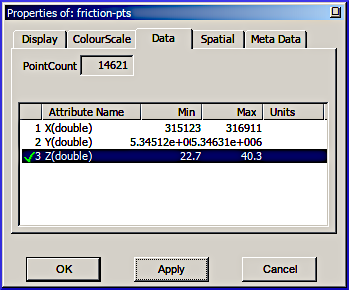 Properties of: friction-pts
Display ColourScale Data Spatial Meta Data
PointCount 14621
Attribute Name Min Max Units
1 X(double) 315123 316911
2 Y(double) 5.34512e+0(5.34631e+006
3 Z(double) 22.7 40.3
OK Apply Cancel